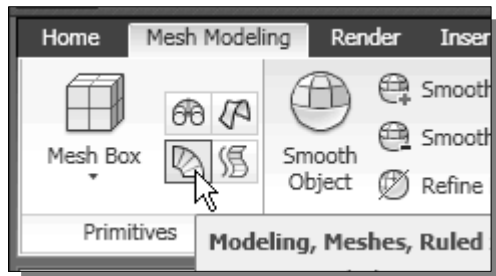 Home Mesh Modeling Render Inser
Mesh Box
Smooth Object
Smooth
Smooth
Refine
Primitives
Modeling, Meshes, Ruled